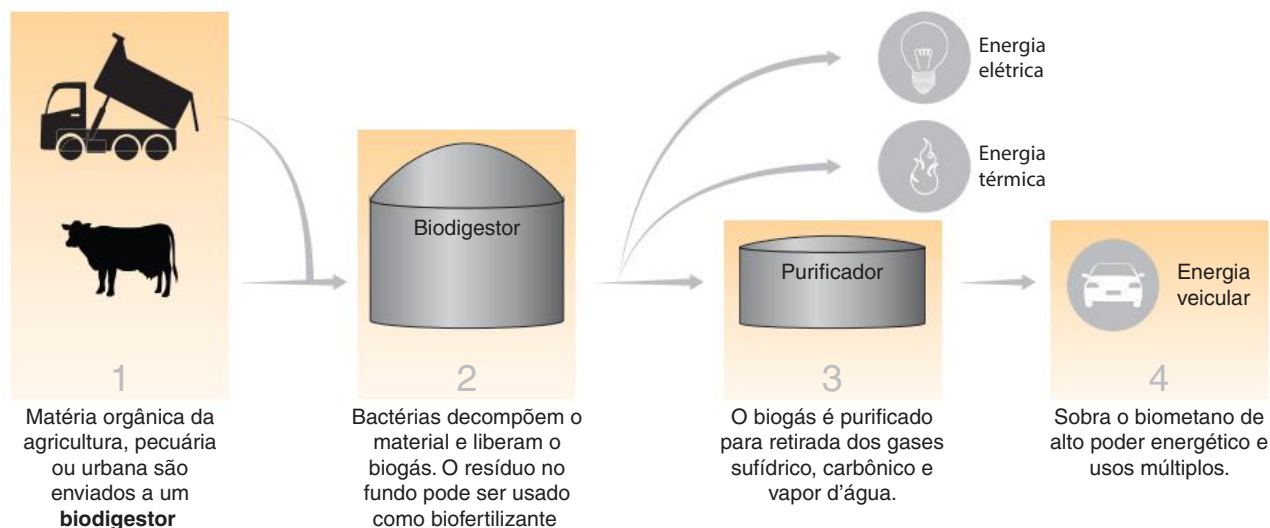 Energia
elétrica
Energia
térmica
Biodigestor
Purificador
Energia
veicular
1
Matéria orgânica da
agricultura, pecuária
ou urbana são
enviados a um
biodigestor
2
Bactérias decompõem o
material e liberam o
biogás. O resíduo no
fundo pode ser usado
como biofertilizante
3
O biogás é purificado
para retirada dos gases
sufídrico, carbônico e
vapor d’água.
4
Sobra o biometano de
alto poder energético e
usos múltiplos.